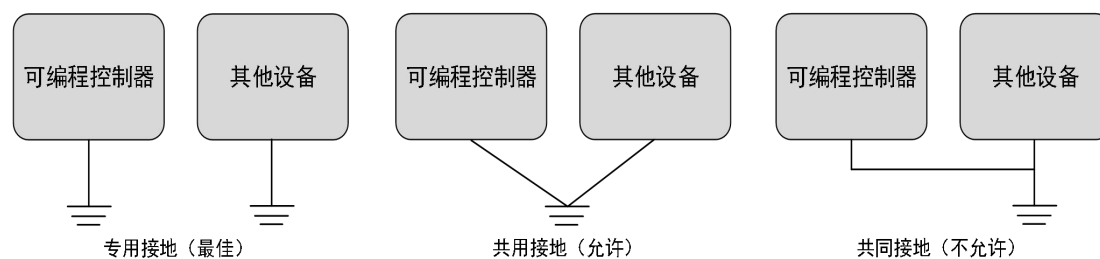 可编程控制器
其他设备
可编程控制器
其他设备
可编程控制器
其他设备
专用接地（最佳）
共用接地（允许）
共同接地（不允许）